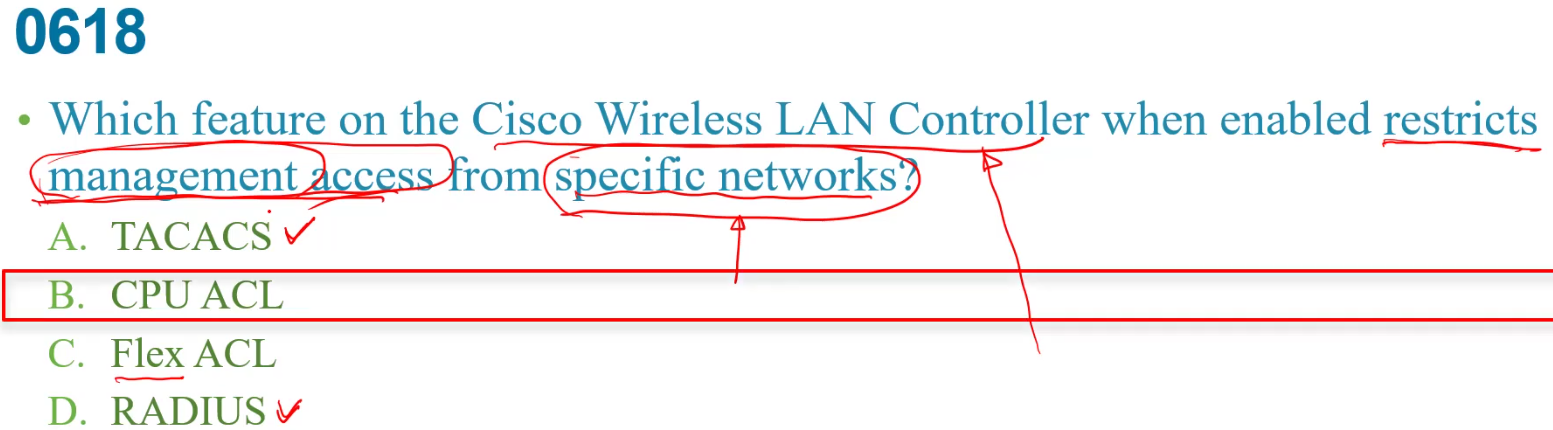 0618
• Which feature on the Cisco Wireless LAN Controller when enabled restricts
management access from specific networks?
A. TACACS
B. CPU ACL
C. Flex ACL
D. RADIUS